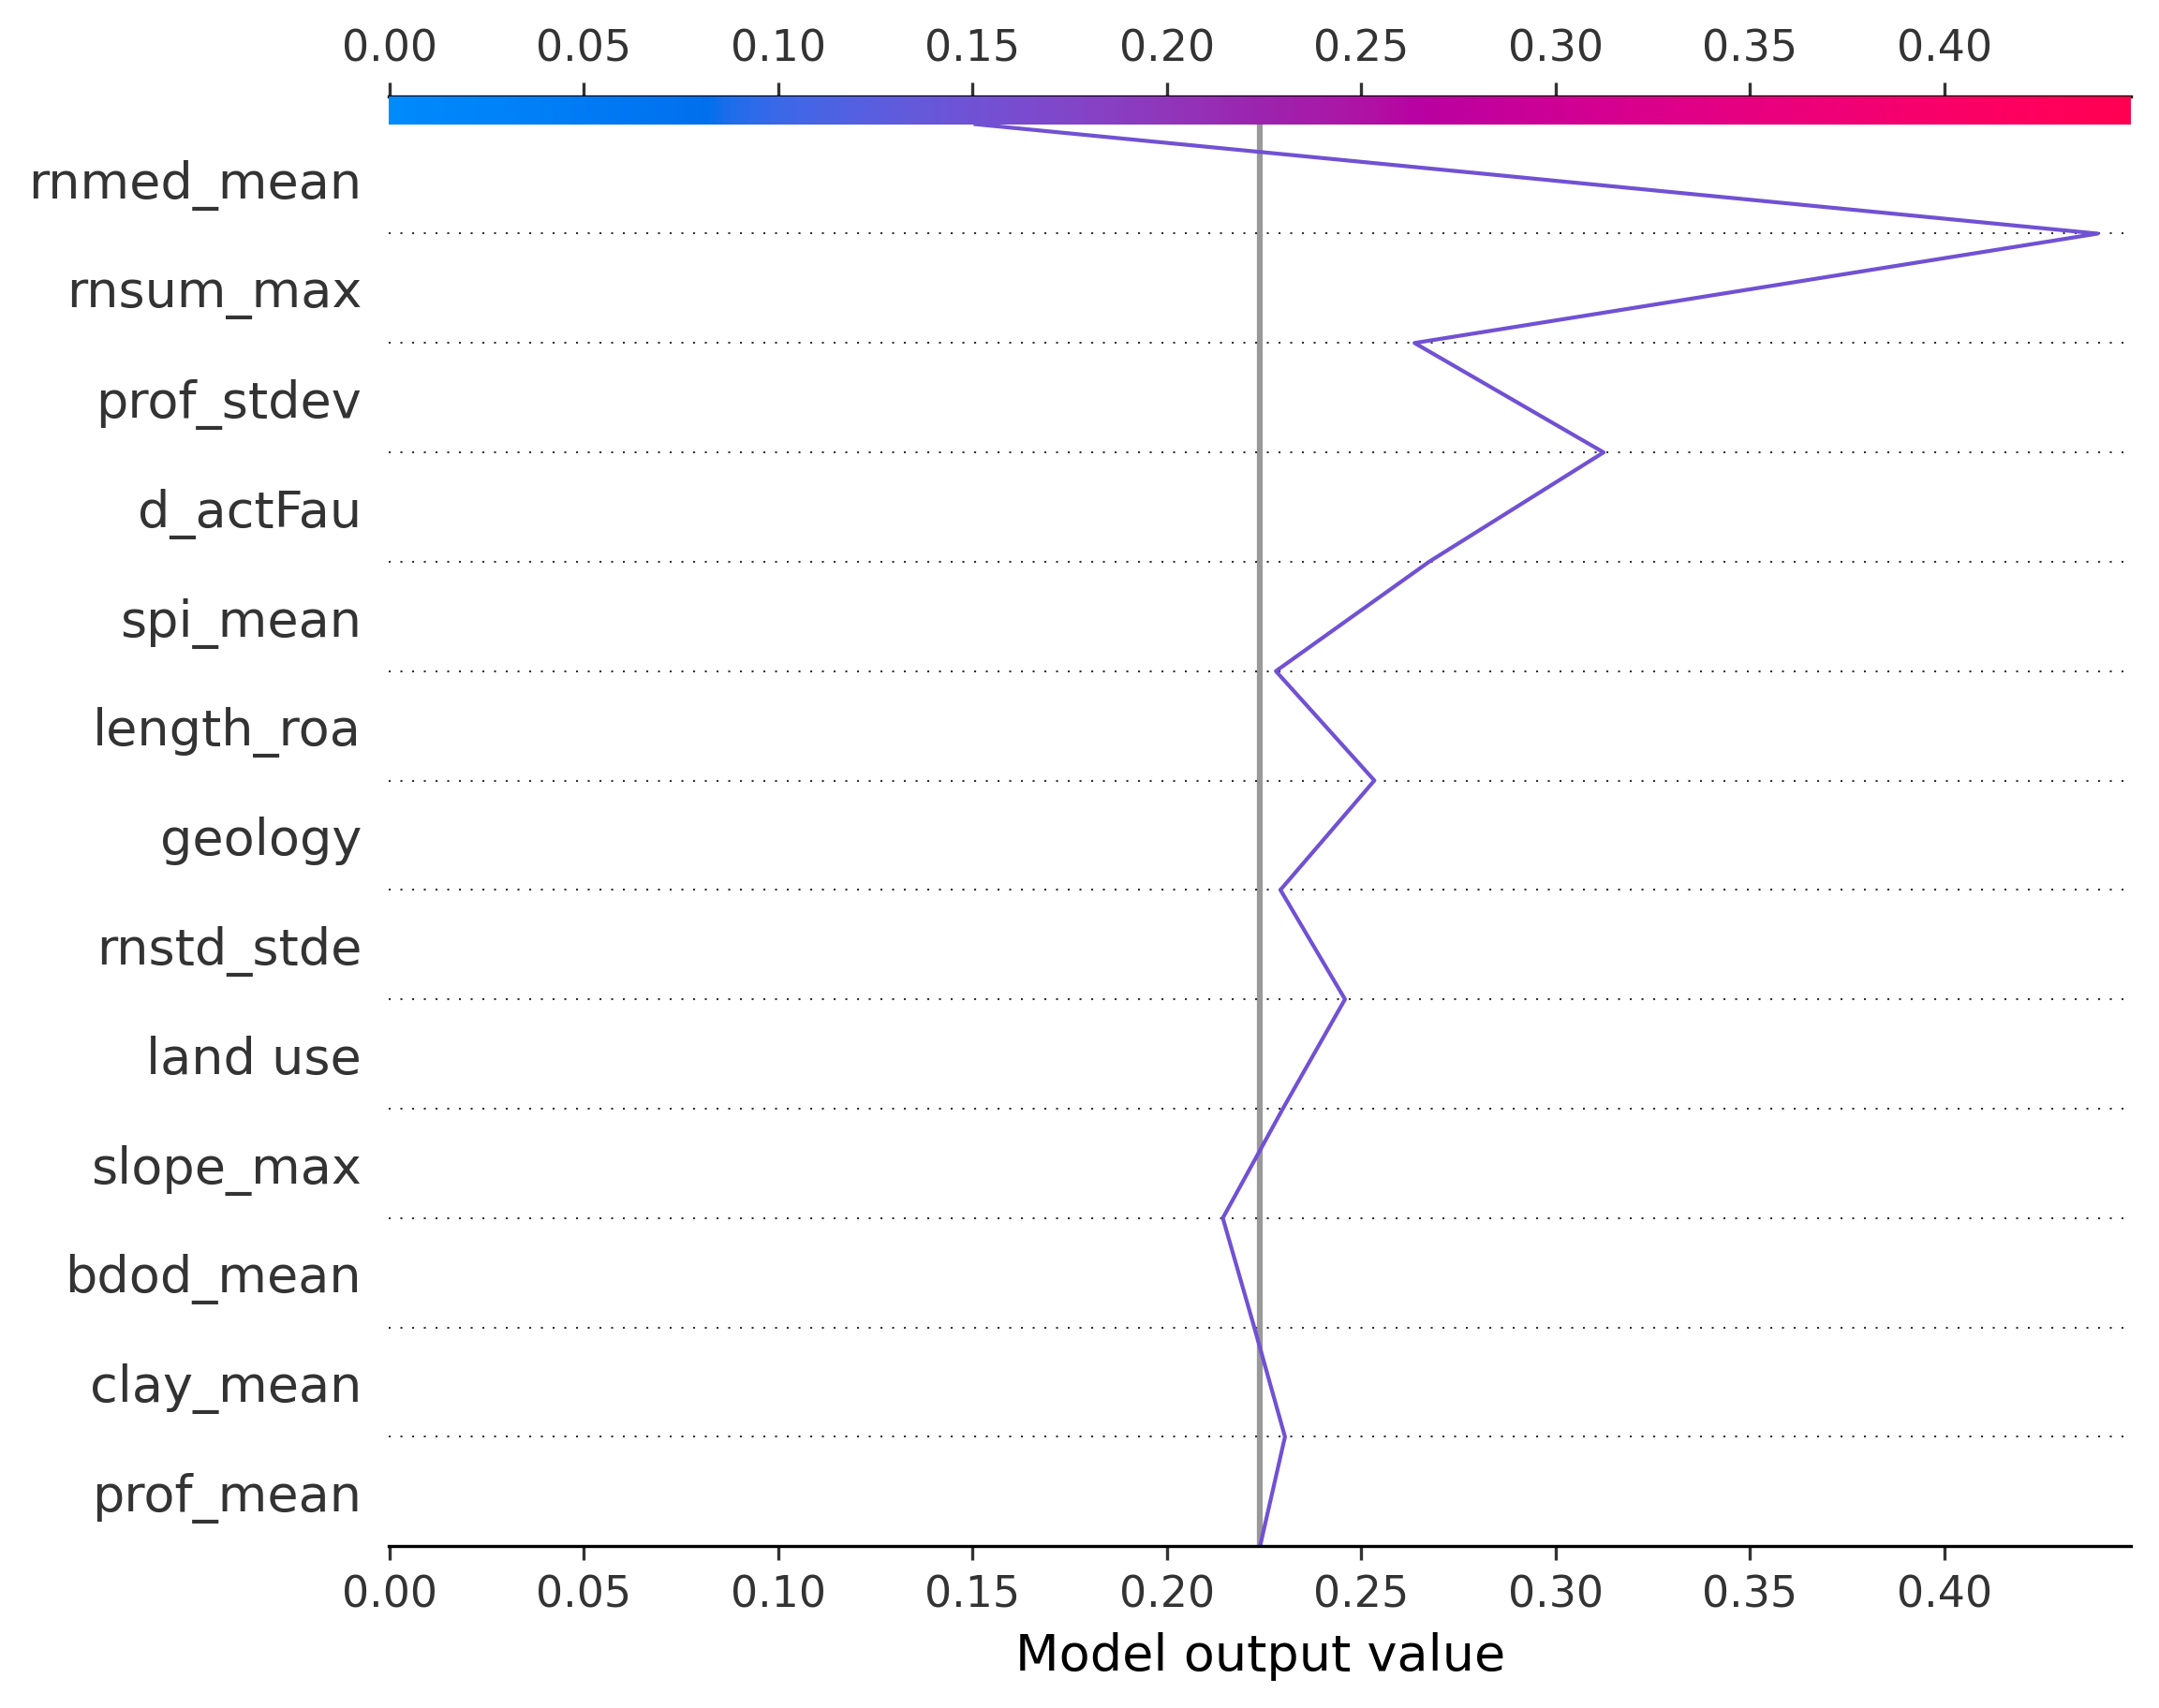 0.00 0.05 0.10 0.15 0.20 0.25 0.30 0.35 0.40
rnmed_mean
rnsum_max
prof_stdev
d_actFau
spi_mean
length_roa
geology
rnstd_stde
land use
slope_max
bdod_mean
clay_mean
prof_mean
0.00 0.05 0.10 0.15 0.20 0.25 0.30 0.35 0.40
Model output value